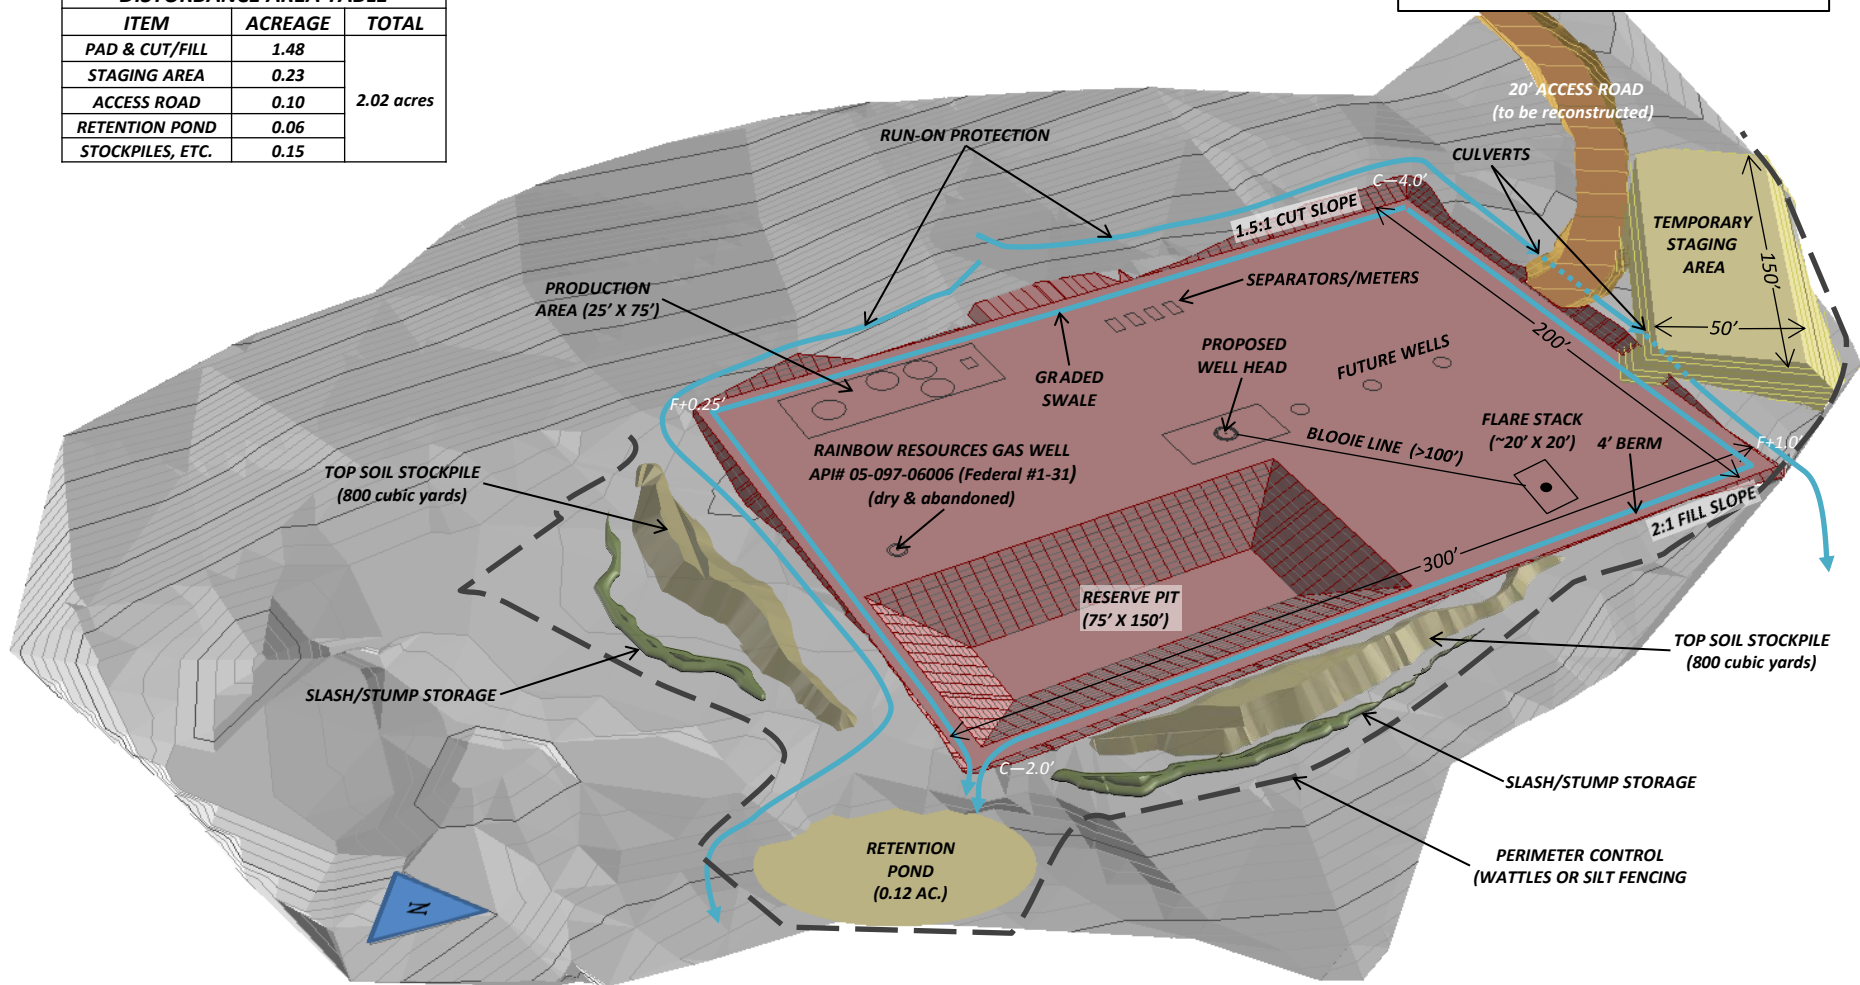 DISTURBANCE AREA TABLE
ITEM ACREAGE TOTAL
PAD & CUT/FILL 1.48
STAGING AREA 0.23
ACCESS ROAD 0.10
2.02 acres
RETENTION POND 0.06
STOCKPILES, ETC. 0.15
20' ACCESS ROAD
(to be reconstructed)
RUN-ON PROTECTION
CULVERTS
C—4.0'
1.5:1 CUT SLOPE
TEMPORARY
STAGING
AREA
150'
50'
PRODUCTION
AREA (25' X 75')
SEPARATORS/METERS
200'
PROPOSED
WELL HEAD
FUTURE WELLS
GRADED
SWALE
F+0.25'
FLARE STACK
(~20' X 20')
4' BERM
F+1.0'
BLOOIE LINE (>100')
RAINBOW RESOURCES GAS WELL
API# 05-097-06006 (Federal #1-31)
(dry & abandoned)
TOP SOIL STOCKPILE
(800 cubic yards)
2:1 FILL SLOPE
300'
RESERVE PIT
(75' X 150')
TOP SOIL STOCKPILE
(800 cubic yards)
SLASH/STUMP STORAGE
C—2.0'
SLASH/STUMP STORAGE
RETENTION
POND
(0.12 AC.)
PERIMETER CONTROL
(WATTLES OR SILT FENCING
N